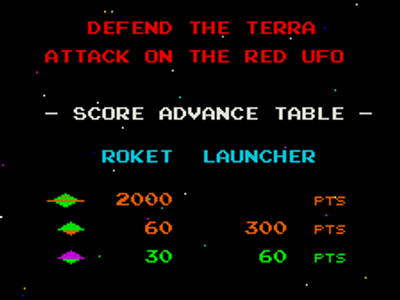 DEFEND THE TERRA
ATTACK ON THE RED UFO
– SCORE ADVANCE TABLE –
ROKET LAUNCHER
2000 PTS
60 300 PTS
30 60 PTS